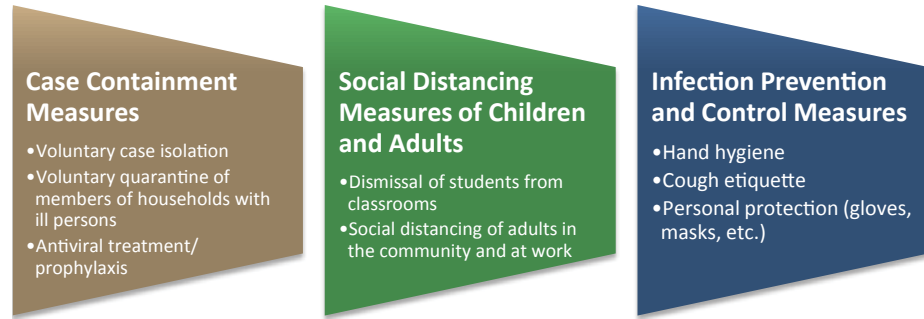 Case Containment
Measures
•Voluntary case isolation
•Voluntary quarantine of
members of households with
ill persons
•Antiviral treatment/
prophylaxis
Social Distancing
Measures of Children
and Adults
•Dismissal of students from
classrooms
•Social distancing of adults in
the community and at work
Infection Prevention
and Control Measures
•Hand hygiene
•Cough etiquette
•Personal protection (gloves,
masks, etc.)